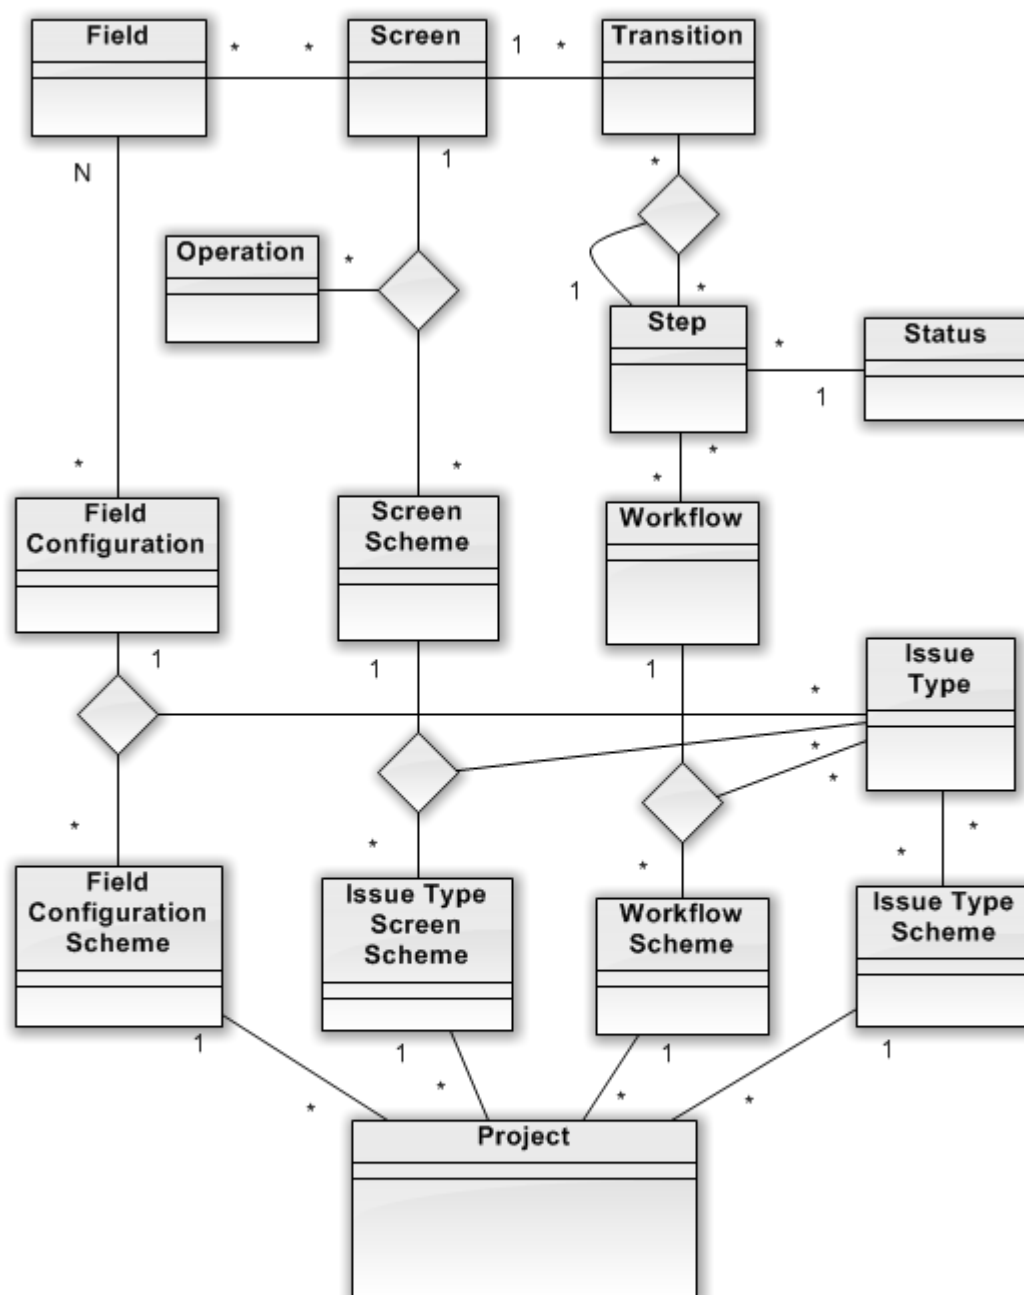 Field
* *
Screen
1 *
Transition
N
1
*
Operation
*
1
*
Step
*
1
Status
*
*
*
*
Field
Configuration
Screen
Scheme
Workflow
1
1
1
Issue
Type
*
*
*
*
*
*
*
*
Field
Configuration
Scheme
Issue Type
Screen
Scheme
Workflow
Scheme
Issue Type
Scheme
1
1
1
1
*
*
*
*
Project